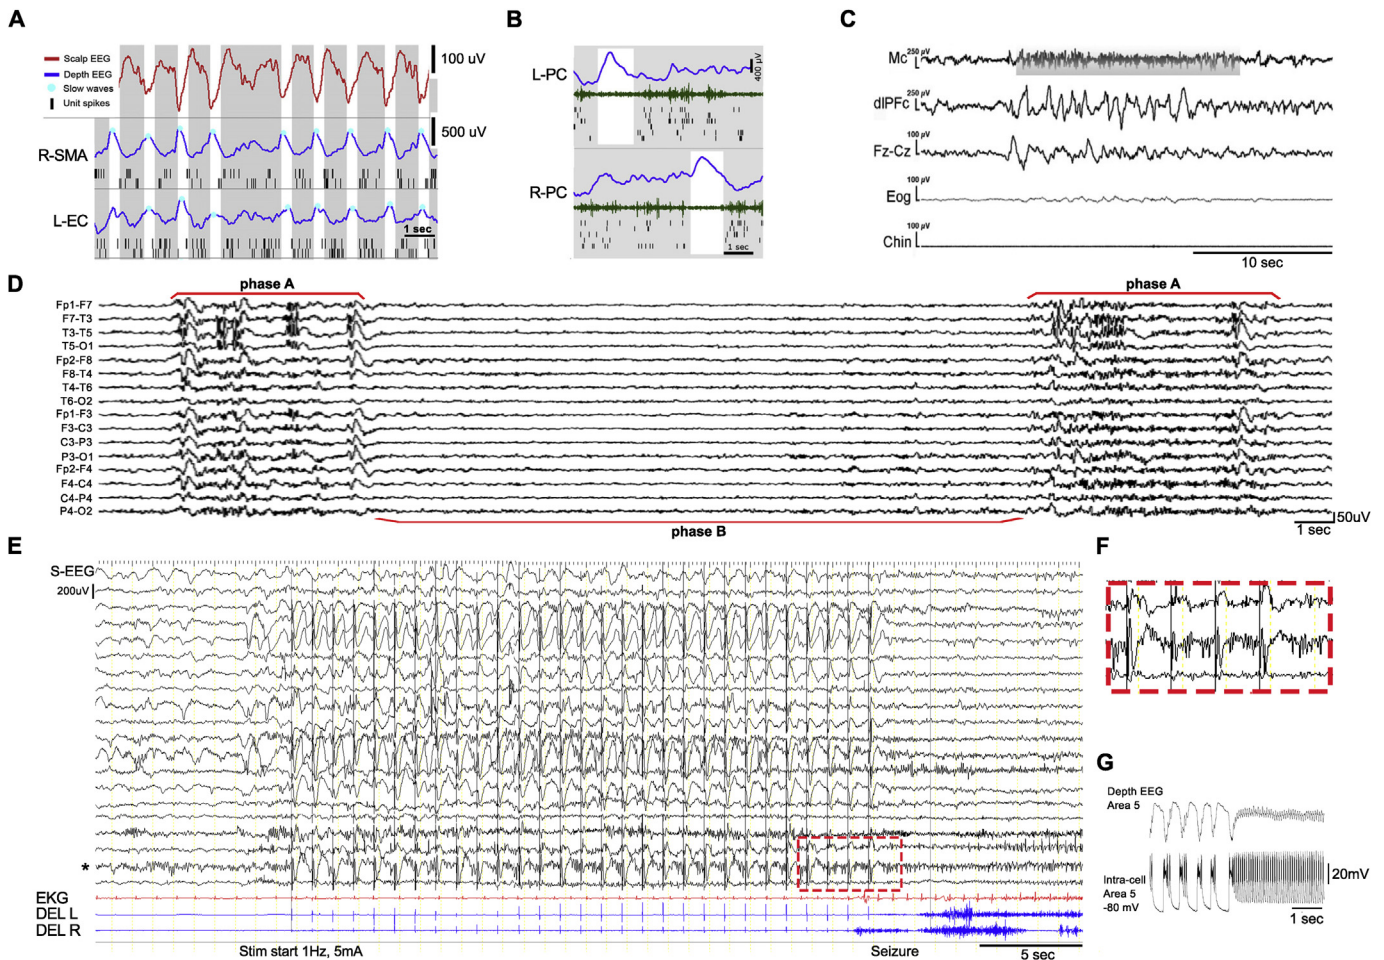 A
Scalp EEG
Depth EEG
Slow waves
Unit spikes
100 uV
500 uV
R-SMA
L-EC
1 sec
B
L-PC
400 µV
R-PC
1 sec
C
Mc 250 µV
dlPFc 250 µV
Fz-Cz 100 µV
Eog 100 µV
Chin 100 µV
10 sec
D
phase A
phase A
Fp1-F7
F7-T3
T3-T5
T5-O1
Fp2-F8
F8-T4
T4-T6
T6-O2
Fp1-F3
F3-C3
C3-P3
P3-O1
Fp2-F4
F4-C4
C4-P4
P4-O2
phase B
50uV
1 sec
E
S-EEG
200uV
*
EKG
DEL L
DEL R
Stim start 1Hz, 5mA
Seizure
5 sec
F
G
Depth EEG
Area 5
Intra-cell
Area 5
-80 mV
20mV
1 sec